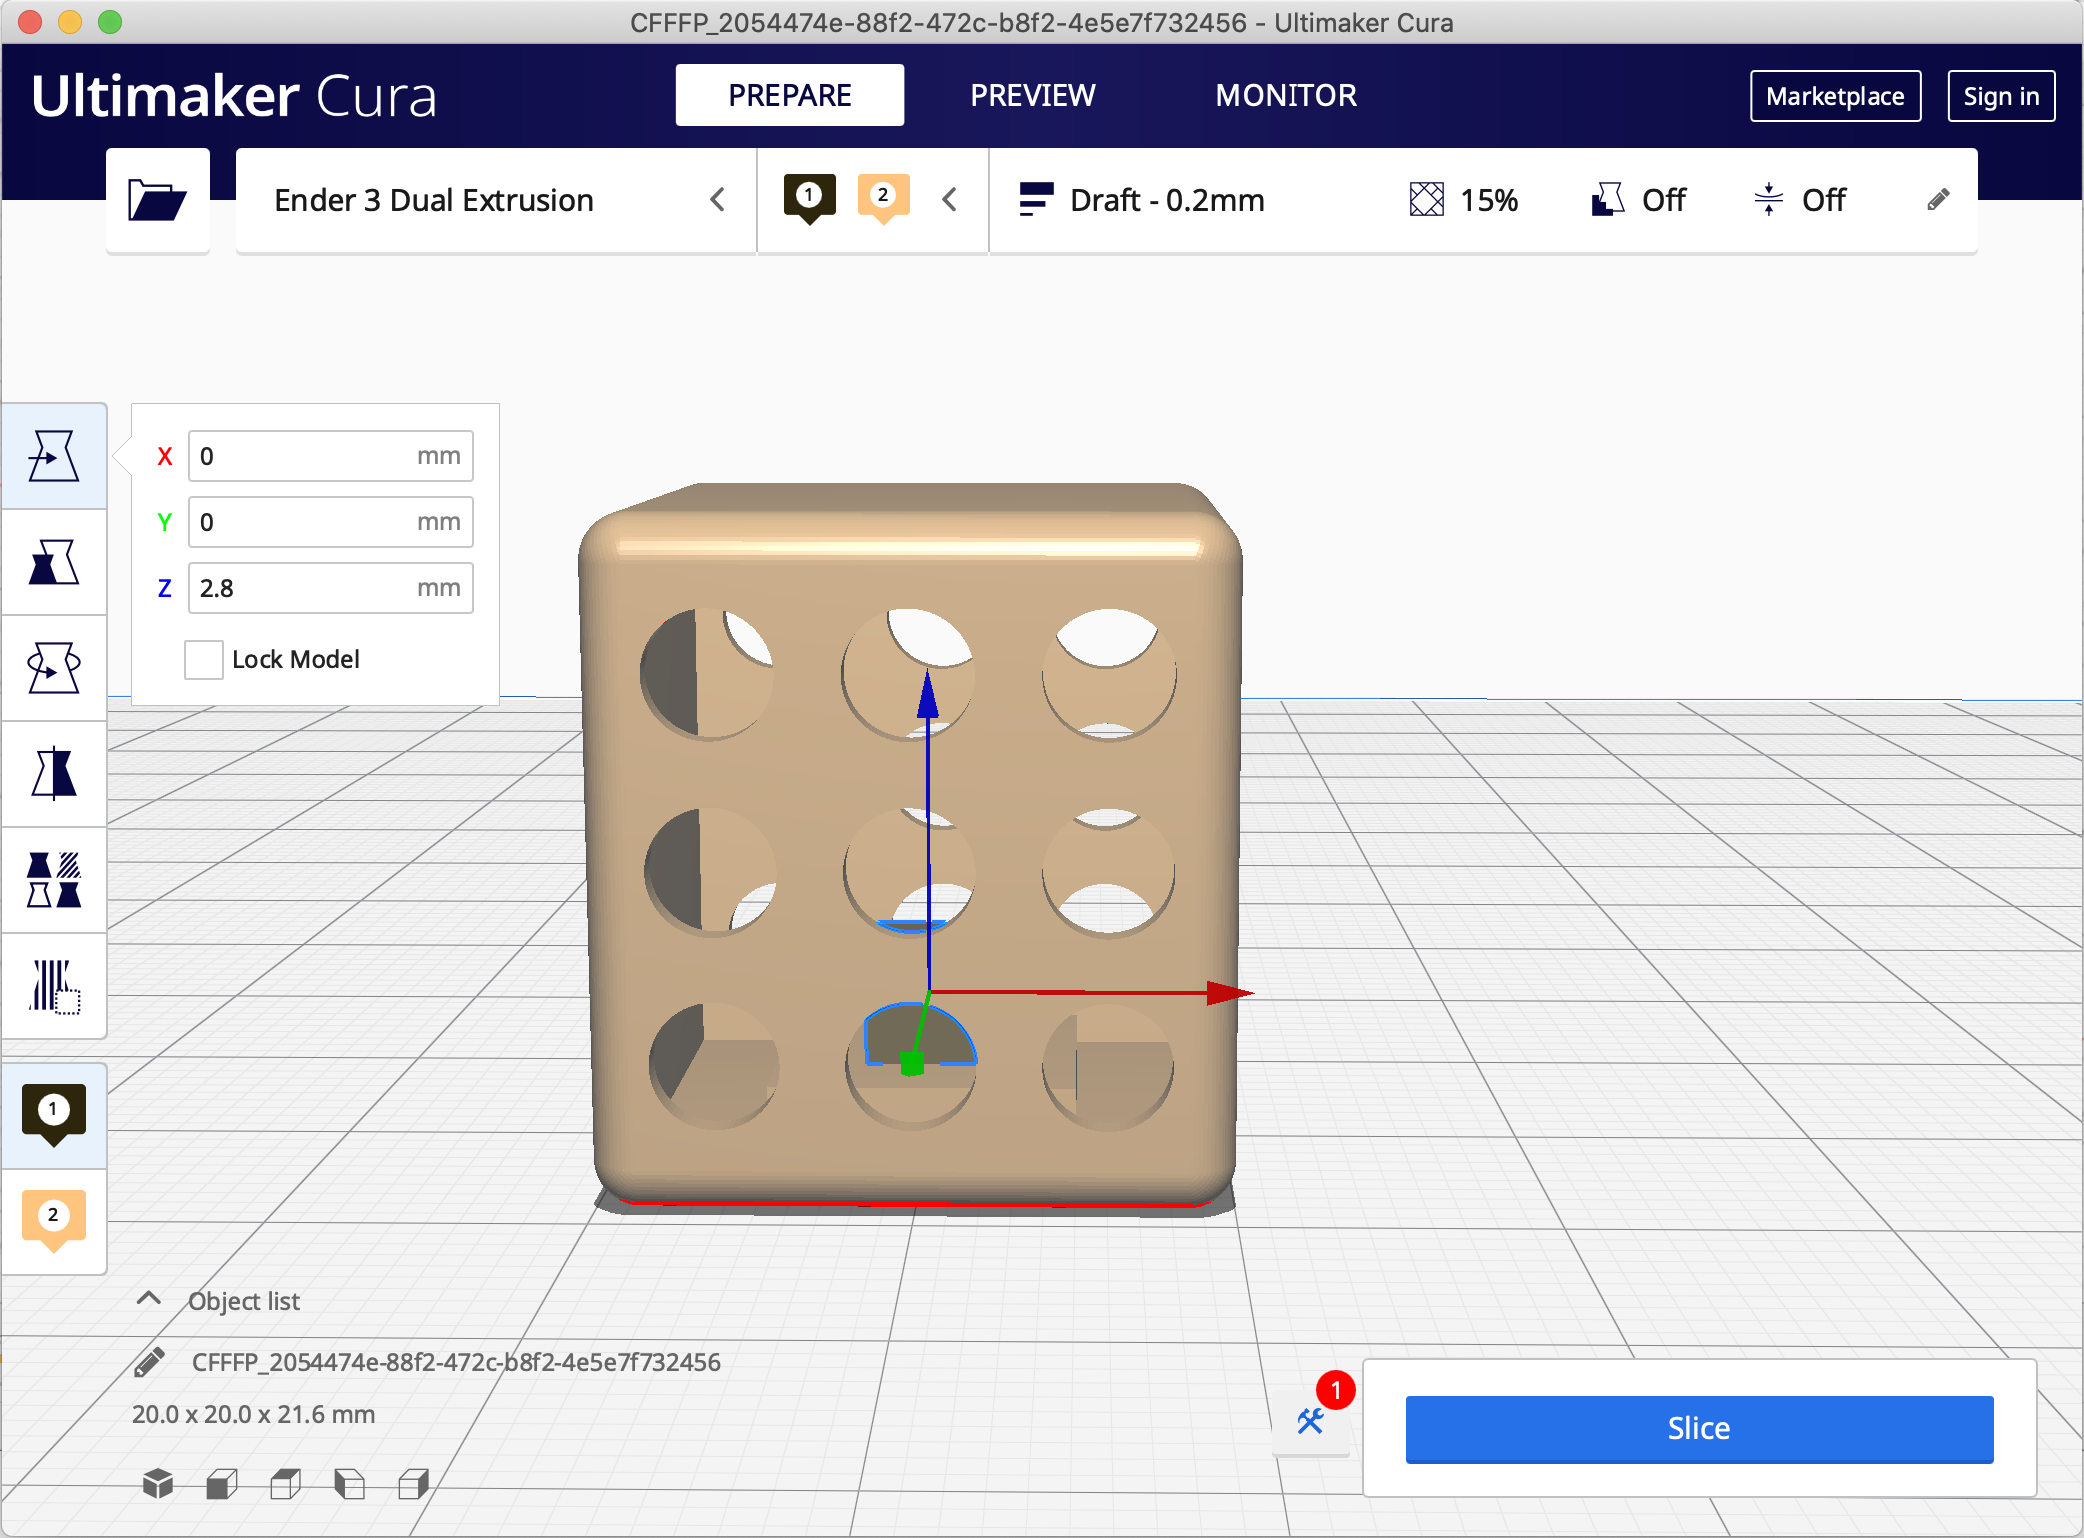 CFFFP_2054474e-88f2-472c-b8f2-4e5e7f732456 - Ultimaker Cura
Ultimaker Cura
PREPARE
PREVIEW
MONITOR
Marketplace
Sign in
Ender 3 Dual Extrusion
1
2
Draft - 0.2mm
15%
Off
Off
X 0 mm
Y 0 mm
Z 2.8 mm
Lock Model
1
2
Object list
CFFFP_2054474e-88f2-472c-b8f2-4e5e7f732456
20.0 x 20.0 x 21.6 mm
1
Slice